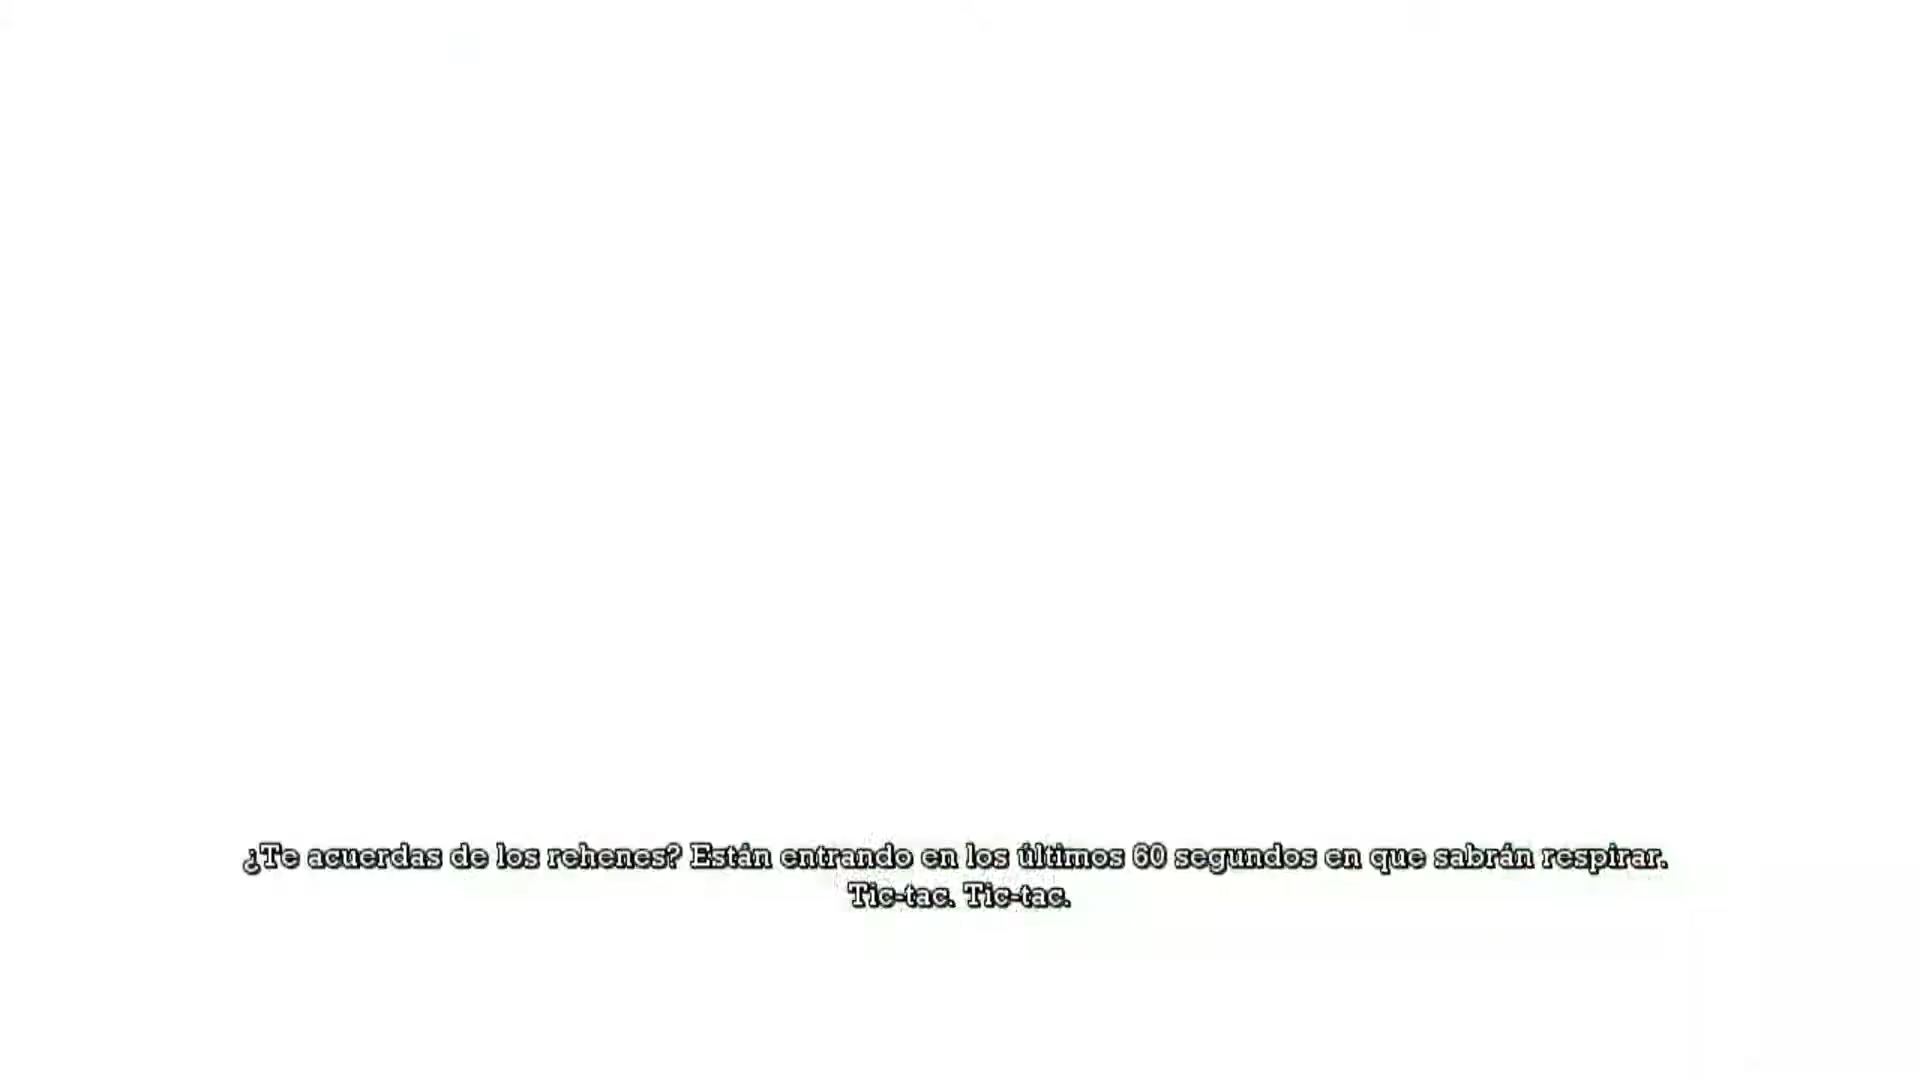 ¿Te acuerdas de los rehenes? Están entrando en los últimos 60 segundos en que sabrán respirar.
Tic-tac. Tic-tac.